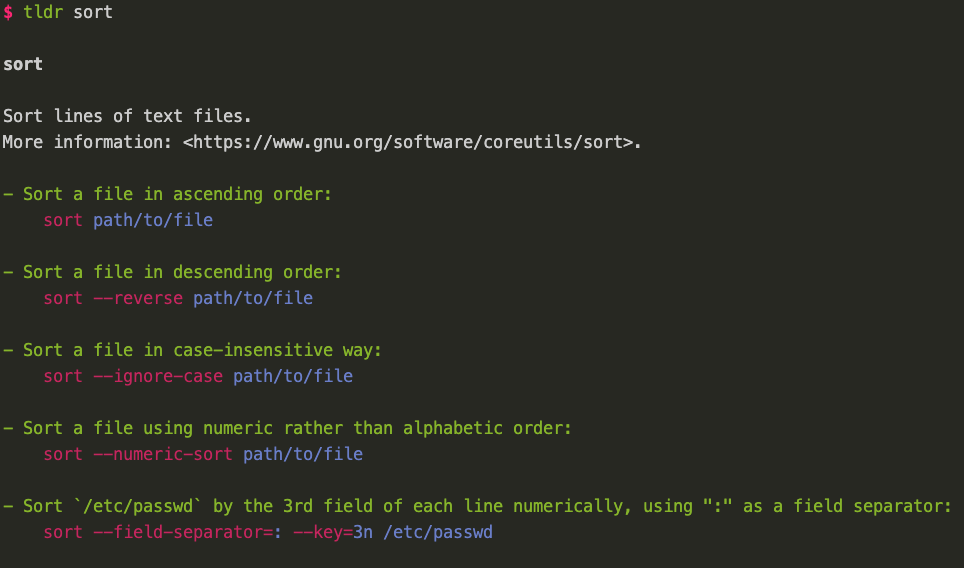 $ tldr sort
sort
Sort lines of text files.
More information: <https://www.gnu.org/software/coreutils/sort>.
- Sort a file in ascending order:
sort path/to/file
- Sort a file in descending order:
sort --reverse path/to/file
- Sort a file in case-insensitive way:
sort --ignore-case path/to/file
- Sort a file using numeric rather than alphabetic order:
sort --numeric-sort path/to/file
- Sort `/etc/passwd` by the 3rd field of each line numerically, using ":" as a field separator:
sort --field-separator=: --key=3n /etc/passwd